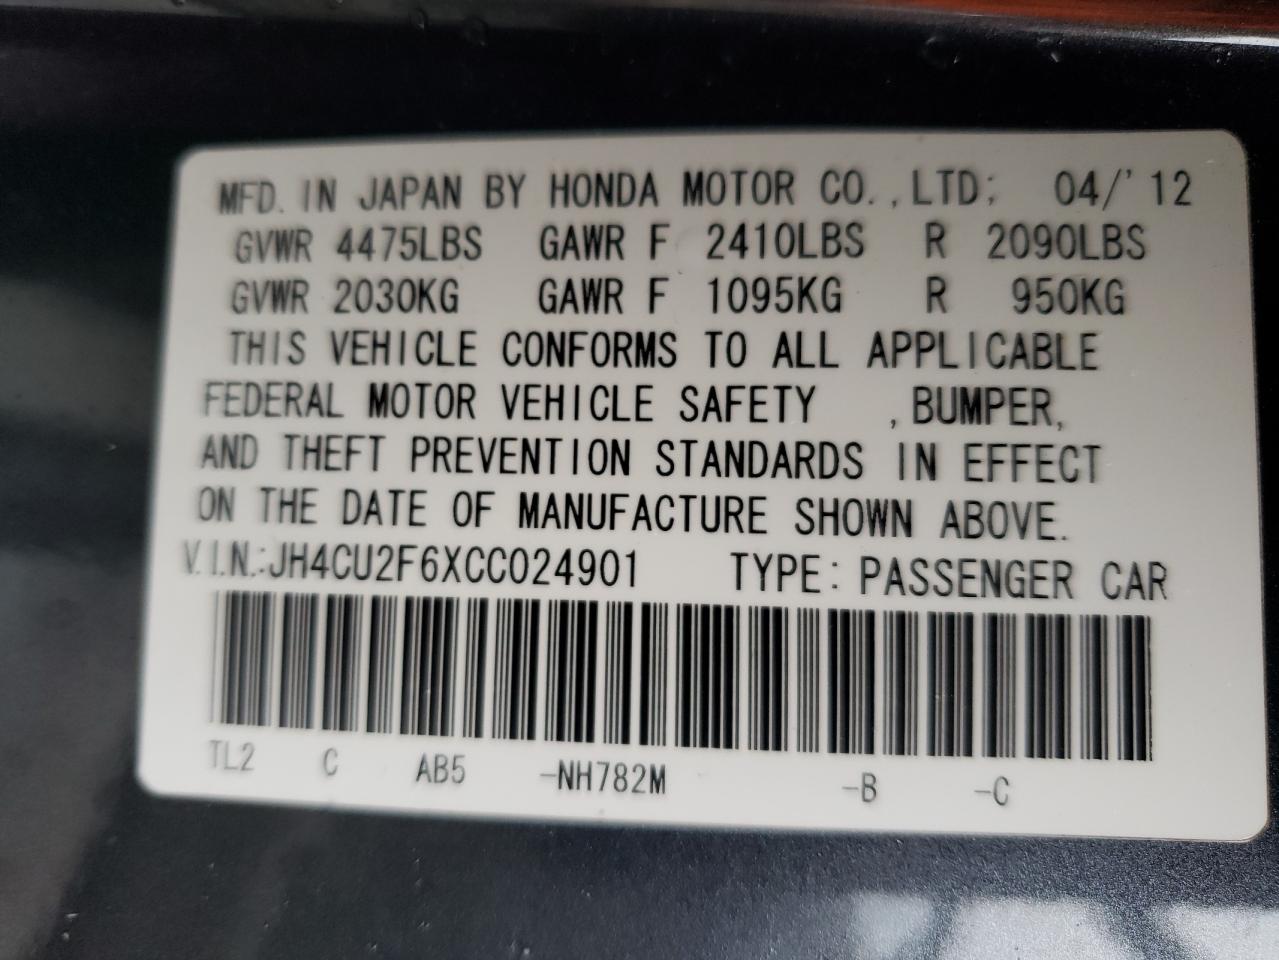 MFD. IN JAPAN BY HONDA MOTOR CO.,LTD; 04/'12
GVWR 4475LBS GAWR F 2410LBS R 2090LBS
GVWR 2030KG GAWR F 1095KG R 950KG
THIS VEHICLE CONFORMS TO ALL APPLICABLE
FEDERAL MOTOR VEHICLE SAFETY ,BUMPER,
AND THEFT PREVENTION STANDARDS IN EFFECT
ON THE DATE OF MANUFACTURE SHOWN ABOVE.
V.I.N.:JH4CU2F6XCC024901 TYPE: PASSENGER CAR
TL2 C AB5 -NH782M -B -C